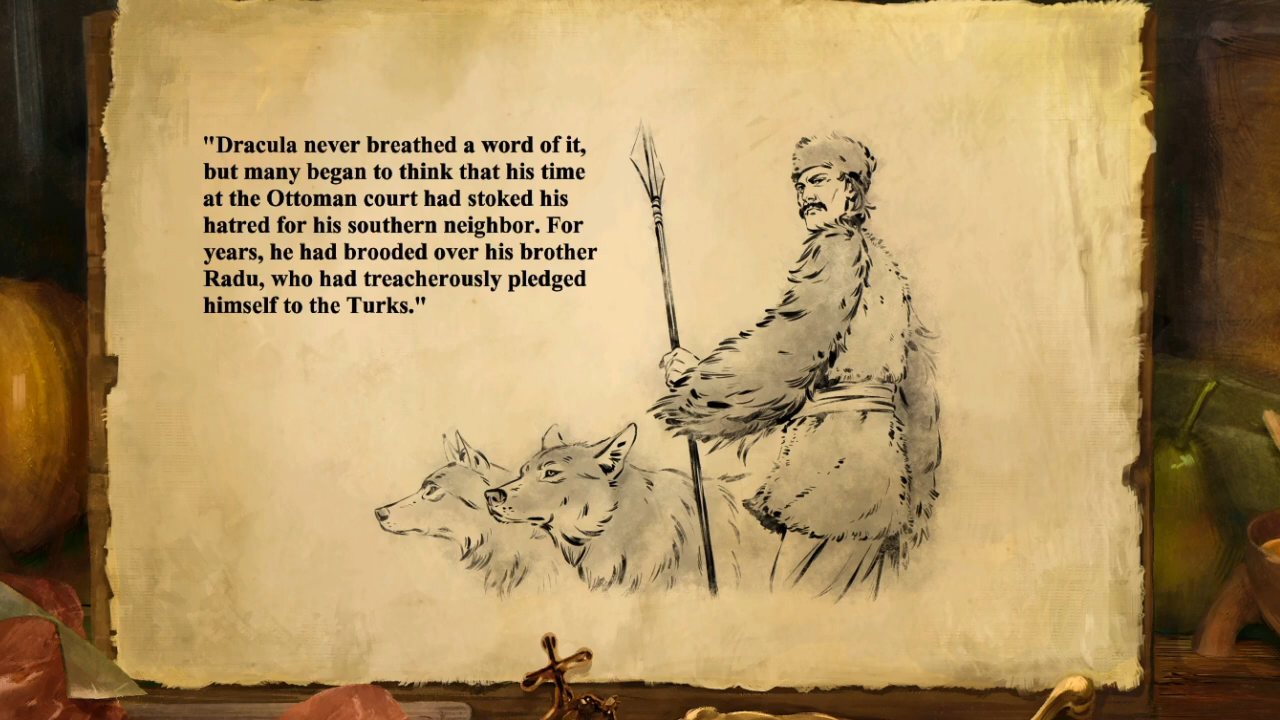 "Dracula never breathed a word of it,
but many began to think that his time
at the Ottoman court had stoked his
hatred for his southern neighbor. For
years, he had brooded over his brother
Radu, who had treacherously pledged
himself to the Turks."